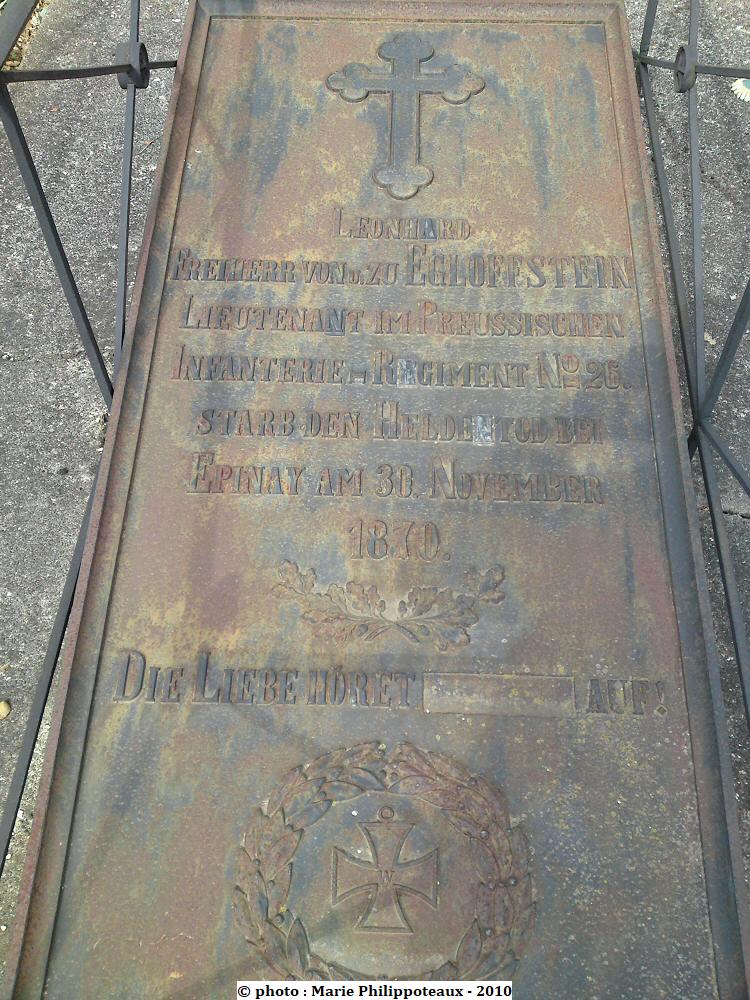 LEONHARD
FREIHERR VON U. ZU EGLOFFSTEIN
LIEUTENANT IM PREUSSISCHEN
INFANTERIE-REGIMENT No 26.
STARB DEN HELDENTOD BEI
EPINAY AM 30. NOVEMBER
1870.
DIE LIEBE HÖRET AUF!
W
© photo : Marie Philippoteaux - 2010